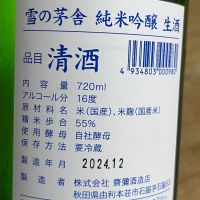 雪の茅舎 純米吟醸 生酒
品目 清酒
4 934803 000980
内容量 720ml
アルコール分 16度
原材料名 米(国産)、米麹(国産米)
精米歩合 55%
使用酵母 自社酵母
保存方法 要冷蔵
製造年月 2024.12
製造者 株式会社 齋彌酒造店
秋田県由利本荘市石脇字石脇53